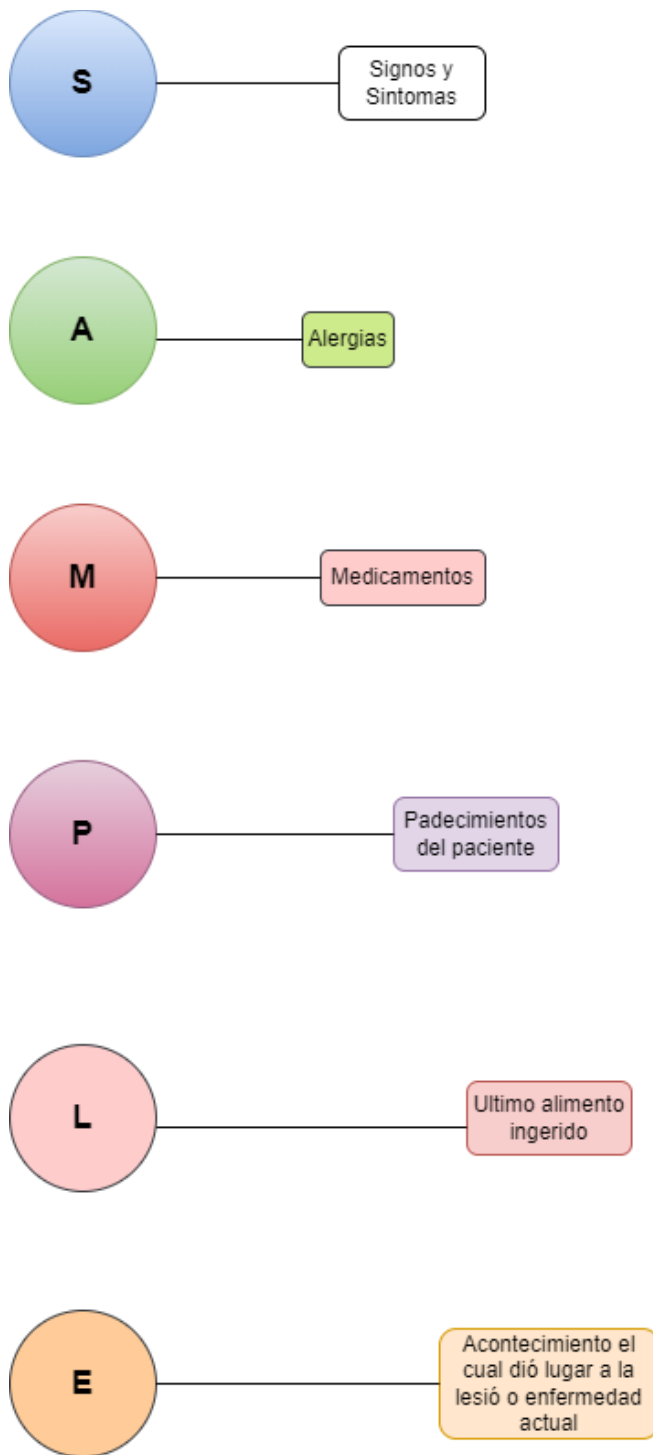 S
Signos y
Sintomas
A
Alergias
M
Medicamentos
P
Padecimientos
del paciente
L
Ultimo alimento
ingerido
E
Acontecimiento el
cual dió lugar a la
lesió o enfermedad
actual